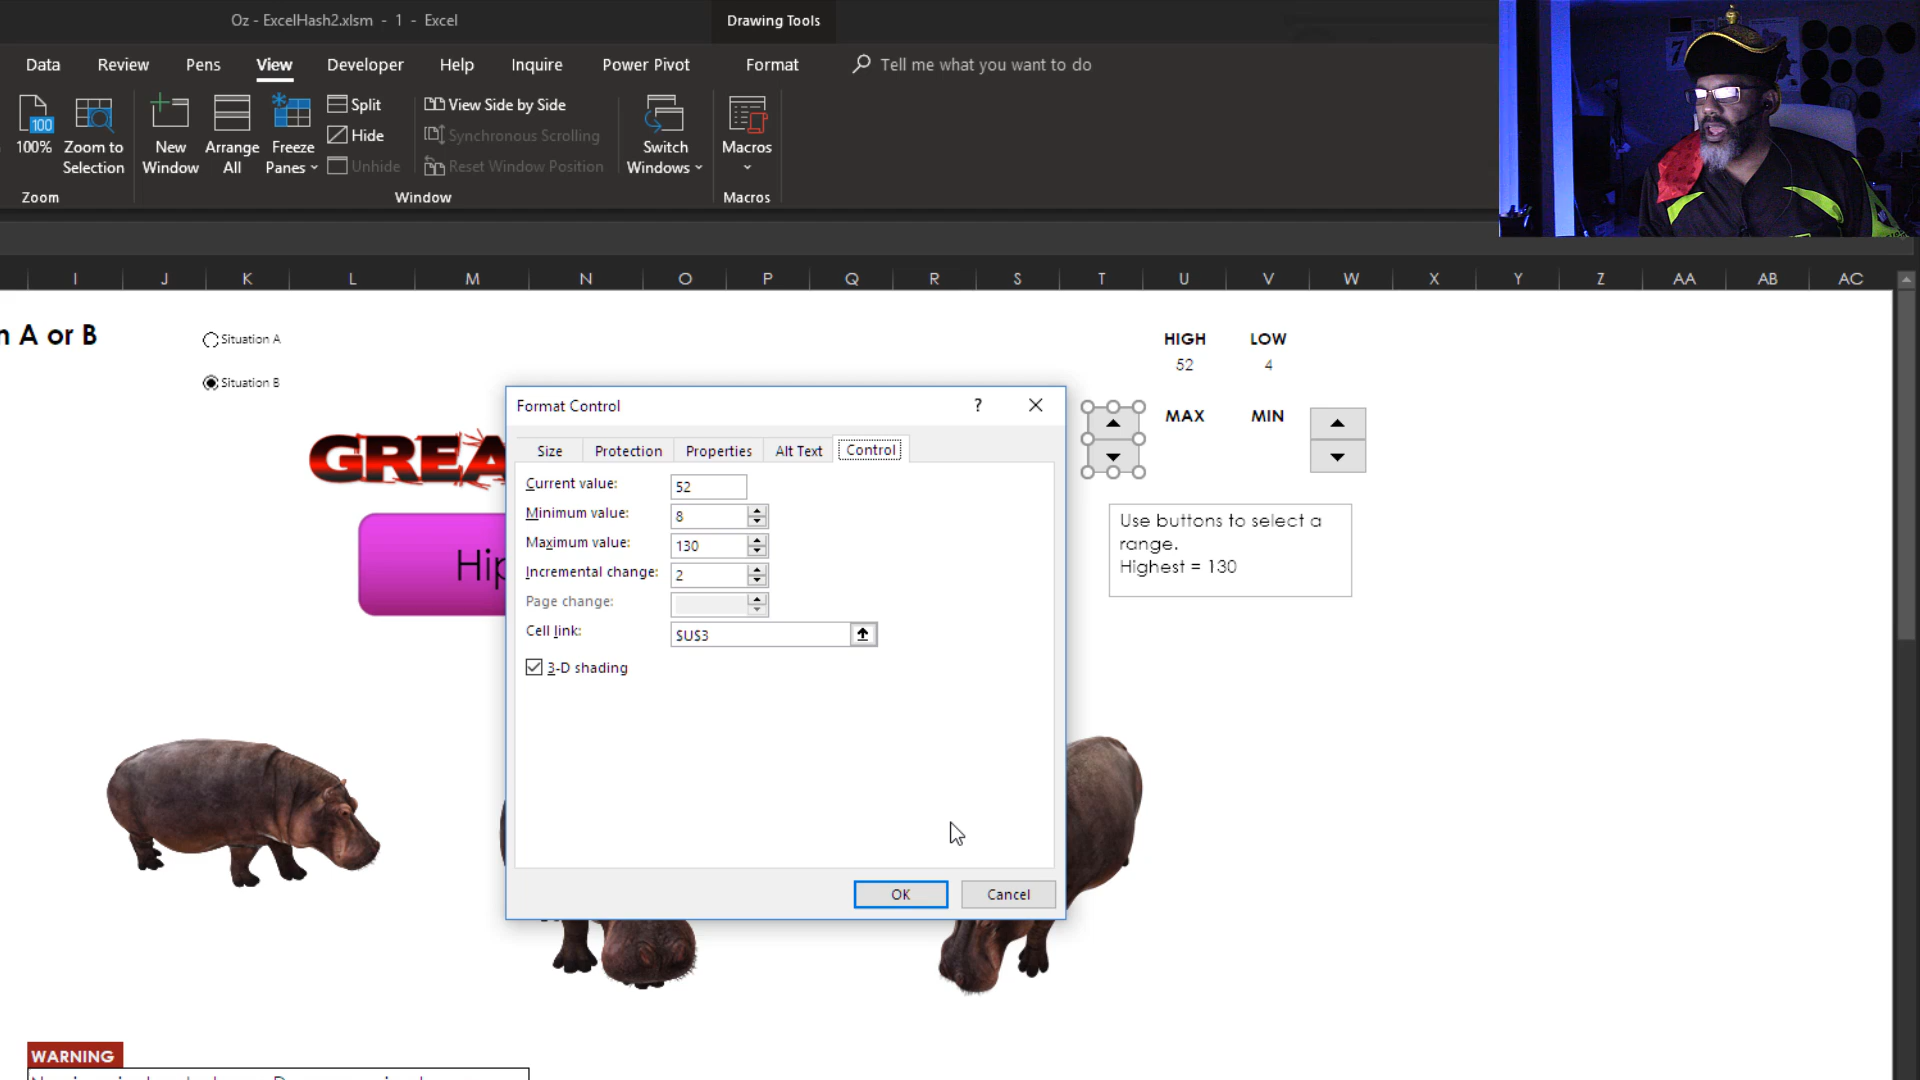 Oz - ExcelHash2.xlsm - 1 - Excel
Drawing Tools
Data Review Pens View Developer Help Inquire Power Pivot Format Tell me what you want to do
100
100%
Zoom to Selection
New Window
Arrange All
Freeze Panes
Split
Hide
Unhide
View Side by Side
Synchronous Scrolling
Reset Window Position
Switch Windows
Macros
Zoom
Window
Macros
I J K L M N O P Q R S T U V W X Y Z AA AB AC
A or B
Situation A
Situation B
HIGH LOW
52 4
MAX MIN
Use buttons to select a
range.
Highest = 130
Format Control
?
Size Protection Properties Alt Text Control
Current value: 52
Minimum value: 8
Maximum value: 130
Incremental change: 2
Page change:
Cell link: $U$3
3-D shading
OK Cancel
WARNING